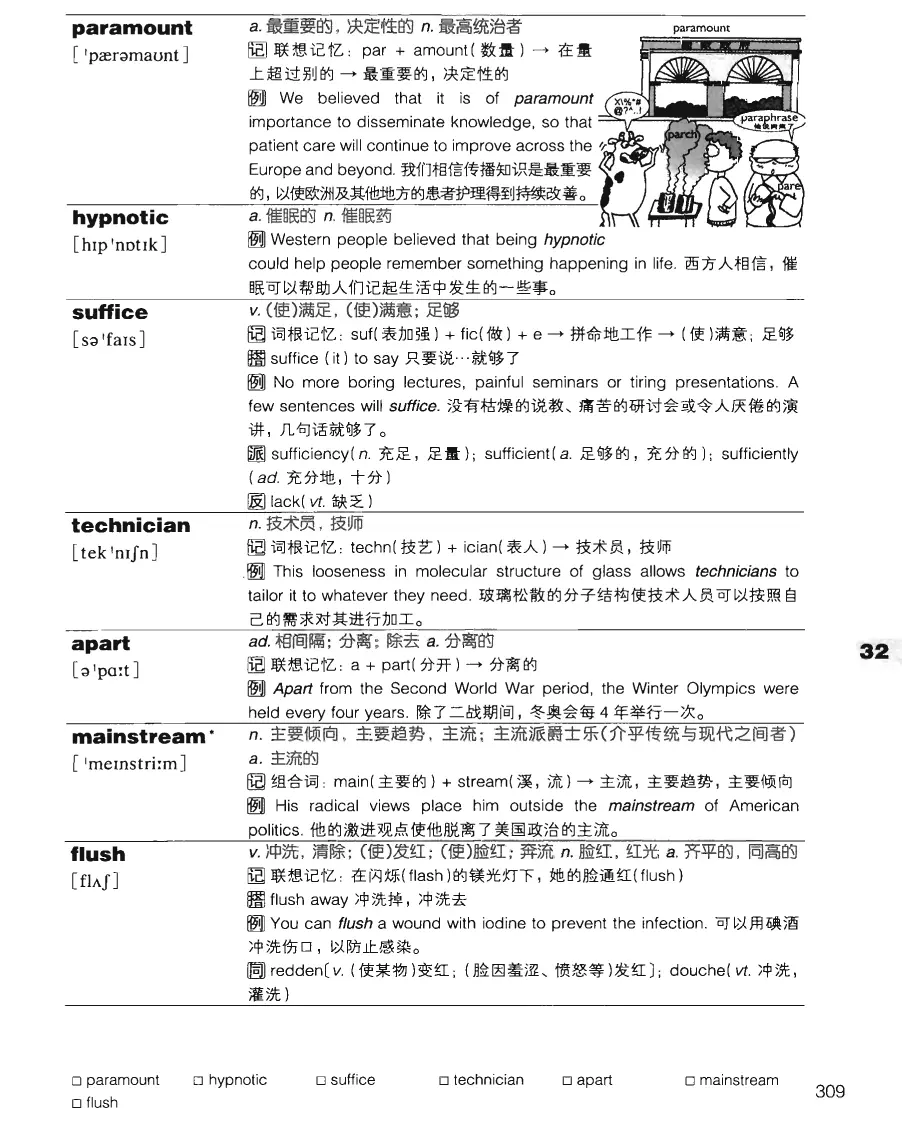 paramount
[ ˈpærəmaʊnt ]
a. 最重要的, 决定性的 n. 最高统治者
[记] 联想记忆: par + amount(数量) → 在量
上超过别的 → 最重要的, 决定性的
[例] We believed that it is of paramount
importance to disseminate knowledge, so that
patient care will continue to improve across the
Europe and beyond. 我们相信传播知识是最重要
的, 以使欧洲及其他地方的患者护理得到持续改善。
paramount
X\%*#
@?^..!
paraphrase
parch
pare
hypnotic
[hɪpˈnɒtɪk]
a. 催眠的 n. 催眠药
[例] Western people believed that being hypnotic
could help people remember something happening in life. 西方人相信, 催
眠可以帮助人们记起生活中发生的一些事。
suffice
[səˈfaɪs]
v. (使)满足, (使)满意; 足够
[记] 词根记忆: suf(表加强) + fic(做) + e → 拼命地工作 → (使)满意; 足够
[搭] suffice (it) to say 只要说…就够了
[例] No more boring lectures, painful seminars or tiring presentations. A
few sentences will suffice. 没有枯燥的说教、痛苦的研讨会或令人厌倦的演
讲, 几句话就够了。
[派] sufficiency(n. 充足, 足量); sufficient(a. 足够的, 充分的); sufficiently
(ad. 充分地, 十分)
[反] lack(vt. 缺乏)
technician
[tekˈnɪʃn]
n. 技术员, 技师
[记] 词根记忆: techn(技艺) + ician(表人) → 技术员, 技师
[例] This looseness in molecular structure of glass allows technicians to
tailor it to whatever they need. 玻璃松散的分子结构使技术人员可以按照自
己的需求对其进行加工。
apart
[əˈpɑːt]
ad. 相间隔; 分离; 除去 a. 分离的
[记] 联想记忆: a + part(分开) → 分离的
[例] Apart from the Second World War period, the Winter Olympics were
held every four years. 除了二战期间, 冬奥会每 4 年举行一次。
32
mainstream*
[ ˈmeɪnstriːm]
n. 主要倾向, 主要趋势, 主流; 主流派爵士乐(介乎传统与现代之间者)
a. 主流的
[记] 组合词: main(主要的) + stream(溪, 流) → 主流, 主要趋势, 主要倾向
[例] His radical views place him outside the mainstream of American
politics. 他的激进观点使他脱离了美国政治的主流。
flush
[flʌʃ]
v. 冲洗, 清除; (使)发红; (使)脸红; 奔流 n. 脸红, 红光 a. 齐平的, 同高的
[记] 联想记忆: 在闪烁(flash)的镁光灯下, 她的脸通红(flush)
[搭] flush away 冲洗掉, 冲洗去
[例] You can flush a wound with iodine to prevent the infection. 可以用碘酒
冲洗伤口, 以防止感染。
[同] redden[v. (使某物)变红; (脸因羞涩、愤怒等)发红]; douche(vt. 冲洗,
灌洗)
□ paramount □ hypnotic □ suffice □ technician □ apart □ mainstream
□ flush
309